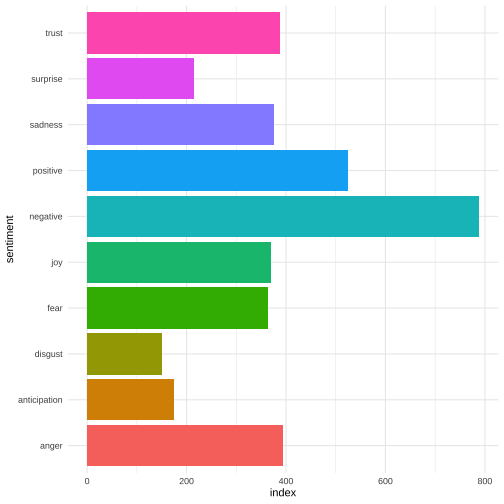 trust
surprise
sadness
positive
negative
joy
fear
disgust
anticipation
anger
sentiment
0 200 400 600 800
index